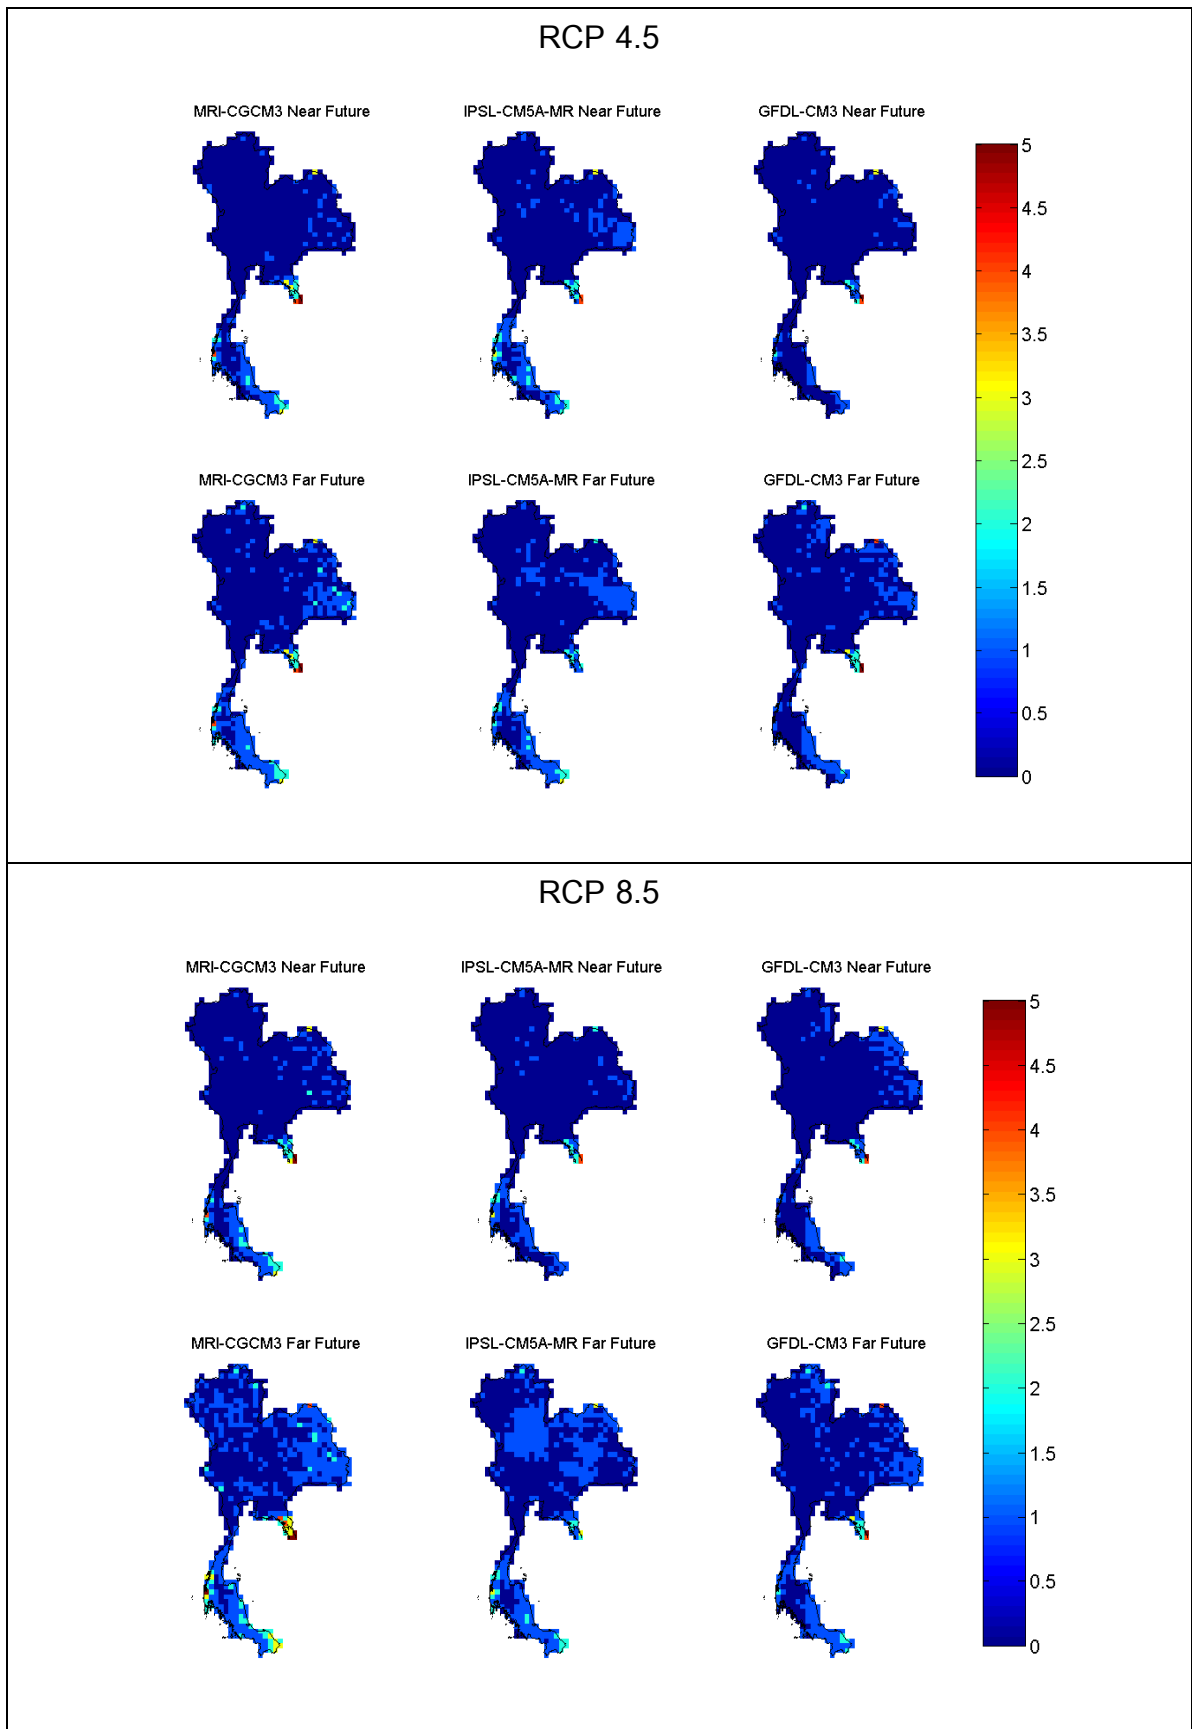 RCP 4.5
MRI-CGCM3 Near Future
IPSL-CM5A-MR Near Future
GFDL-CM3 Near Future
MRI-CGCM3 Far Future
IPSL-CM5A-MR Far Future
GFDL-CM3 Far Future
5
4.5
4
3.5
3
2.5
2
1.5
1
0.5
0
RCP 8.5
MRI-CGCM3 Near Future
IPSL-CM5A-MR Near Future
GFDL-CM3 Near Future
MRI-CGCM3 Far Future
IPSL-CM5A-MR Far Future
GFDL-CM3 Far Future
5
4.5
4
3.5
3
2.5
2
1.5
1
0.5
0